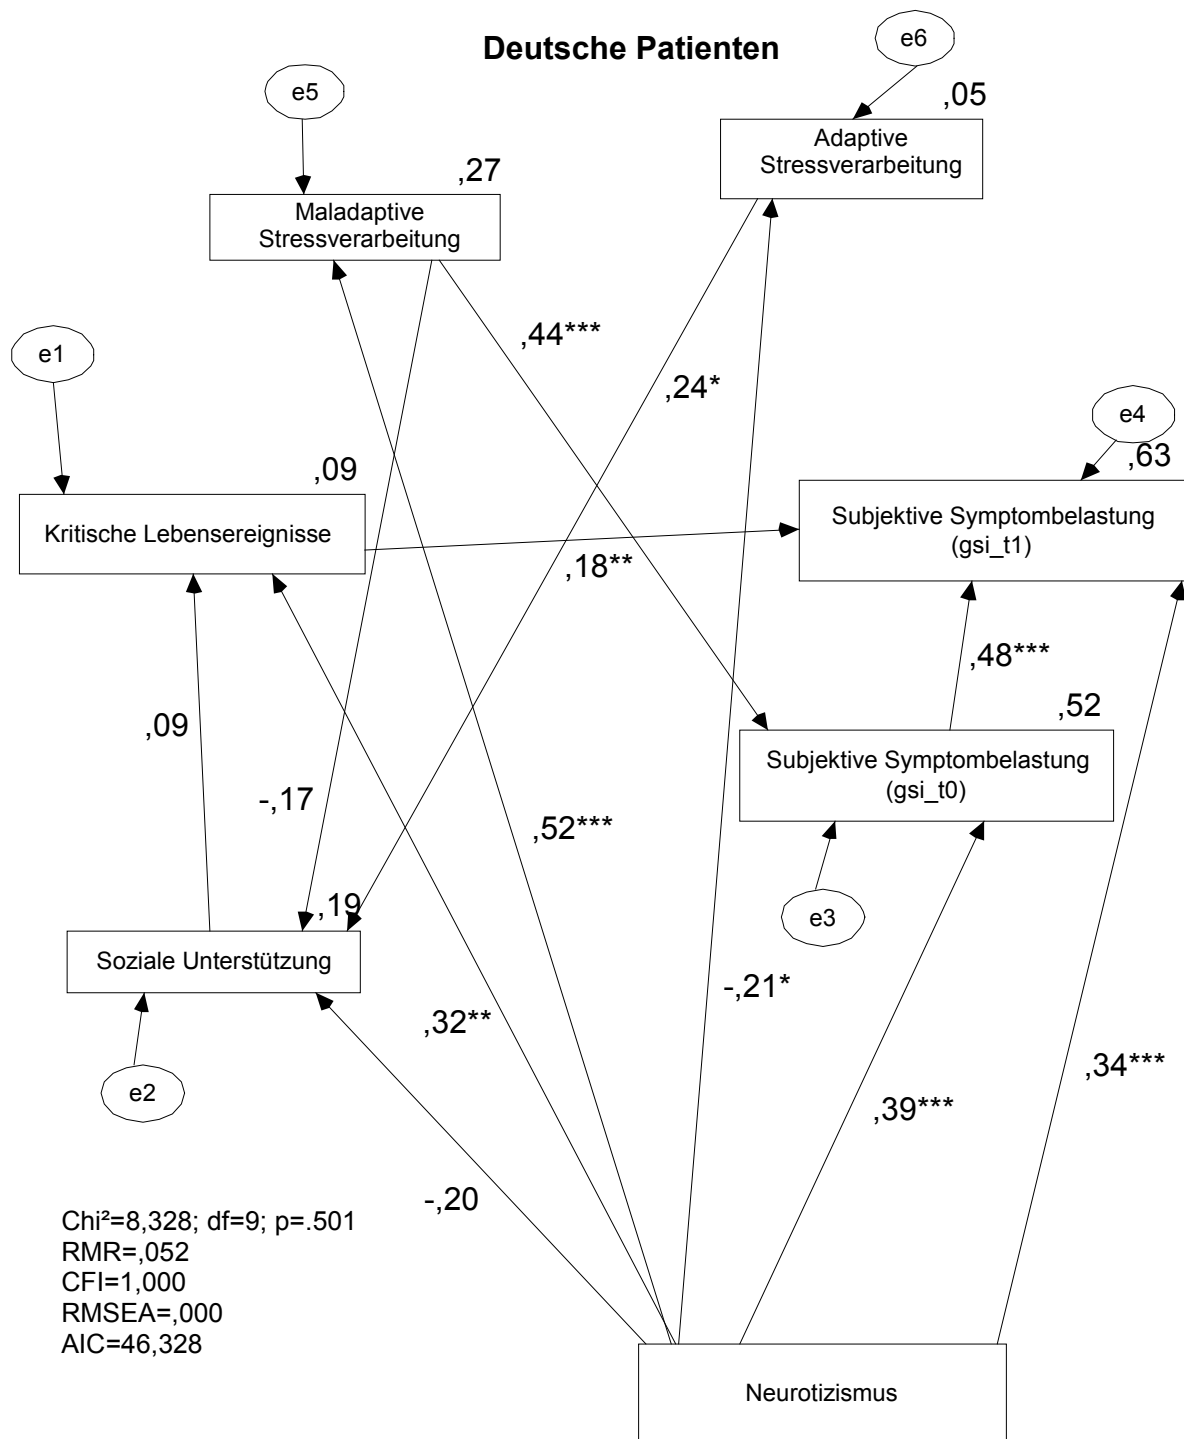 Deutsche Patienten
e6
e5
,05
Adaptive
Stressverarbeitung
,27
Maladaptive
Stressverarbeitung
,44***
e1
,24*
e4
,09
,63
Kritische Lebensereignisse
Subjektive Symptombelastung
(gsi_t1)
,18**
,48***
,09
,52
Subjektive Symptombelastung
(gsi_t0)
-,17
,52***
,19
e3
Soziale Unterstützung
-,21*
,32**
,34***
e2
,39***
-,20
Chi²=8,328; df=9; p=.501
RMR=,052
CFI=1,000
RMSEA=,000
AIC=46,328
Neurotizismus